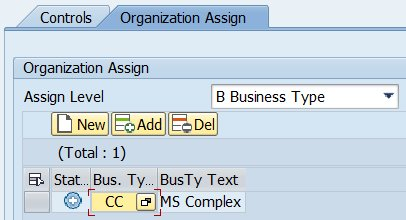 Controls Organization Assign
Organization Assign
Assign Level B Business Type
New Add Del
(Total : 1)
Stat.. Bus. Ty... BusTy Text
CC MS Complex